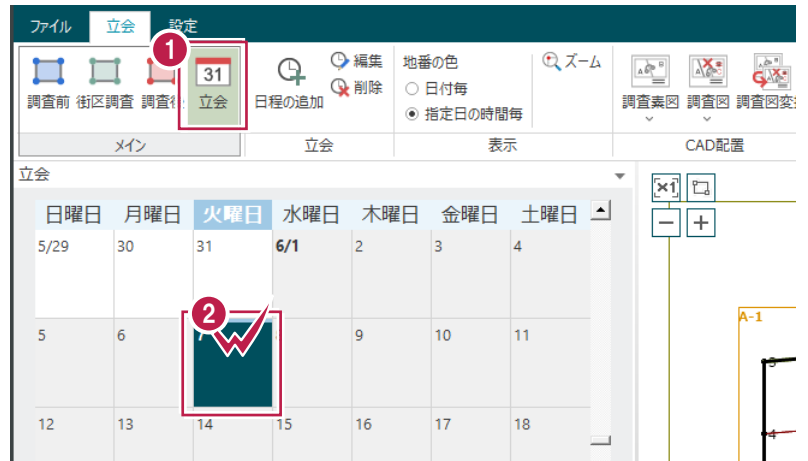 ファイル 立会 設定
1
31
編集 地番の色 ズーム
削除 日付毎
調査前 街区調査 調査後 立会 日程の追加 指定日の時間毎 調査素図 調査図 調査図変
メイン 立会 表示 CAD配置
立会
×1
日曜日 月曜日 火曜日 水曜日 木曜日 金曜日 土曜日
5/29 30 31 6/1 2 3 4
2
A-1
5 6 7 9 10 11
3
12 13 14 15 16 17 18
4